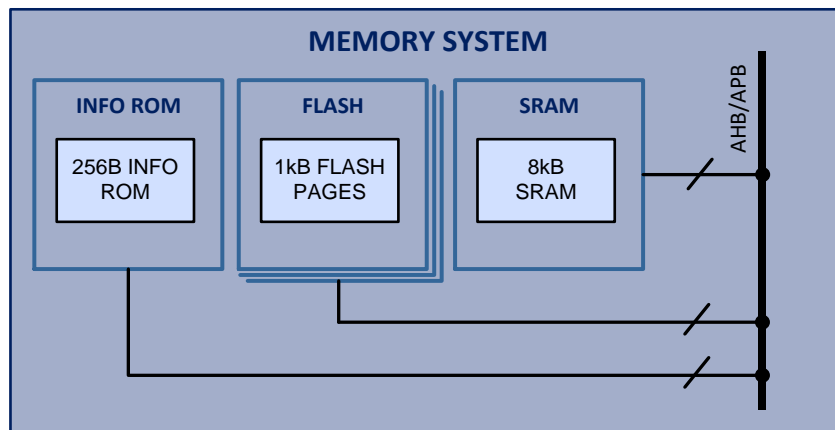 MEMORY SYSTEM
INFO ROM
256B INFO
ROM
FLASH
1kB FLASH
PAGES
SRAM
8kB
SRAM
AHB/APB